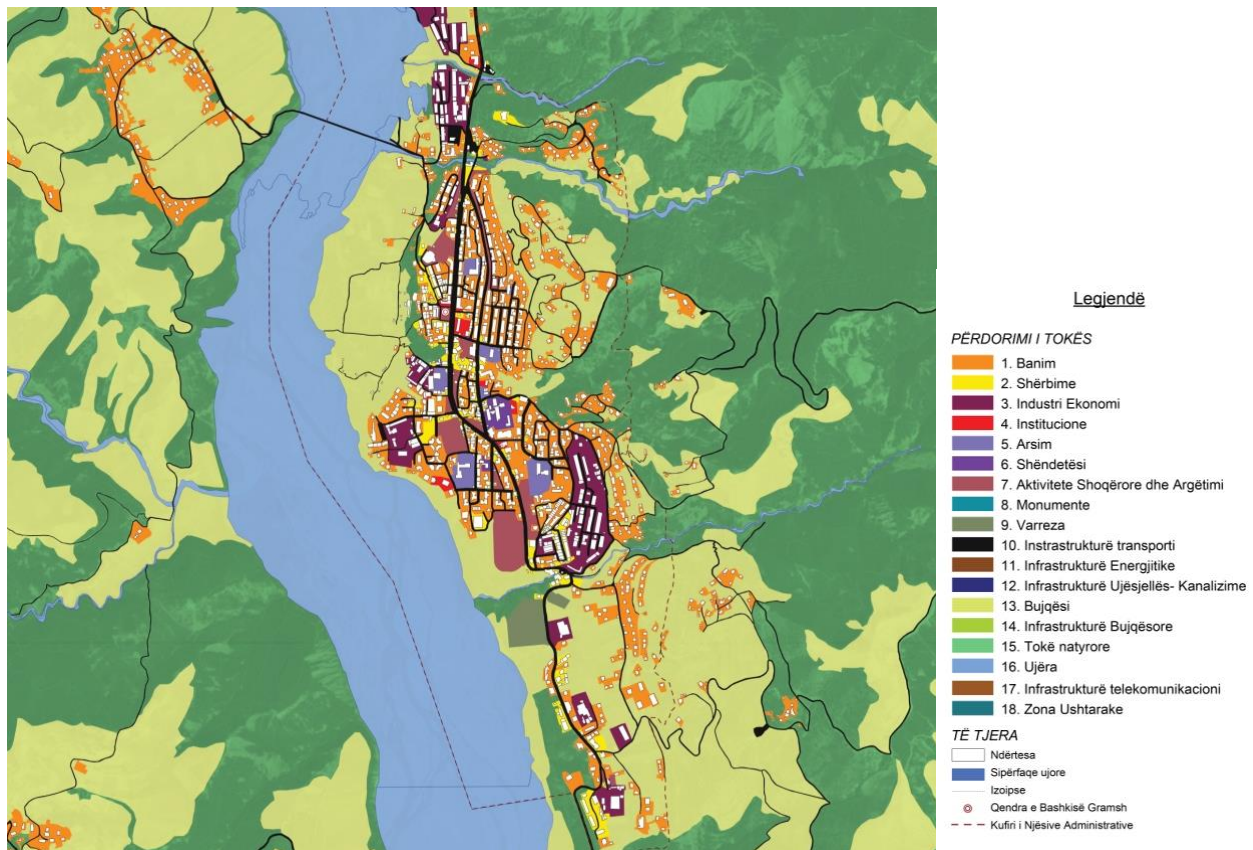 Legjendë
PËRDORIMI I TOKËS
1. Banim
2. Shërbime
3. Industri Ekonomi
4. Institucione
5. Arsim
6. Shëndetësi
7. Aktivitete Shoqërore dhe Argëtimi
8. Monumente
9. Varreza
10. Instrastrukturë transporti
11. Infrastrukturë Energjitike
12. Infrastrukturë Ujësjellës- Kanalizime
13. Bujqësi
14. Infrastrukturë Bujqësore
15. Tokë natyrore
16. Ujëra
17. Infrastrukturë telekomunikacioni
18. Zona Ushtarake
TË TJERA
Ndërtesa
Sipërfaqe ujore
Izoipse
Qendra e Bashkisë Gramsh
Kufiri i Njësive Administrative